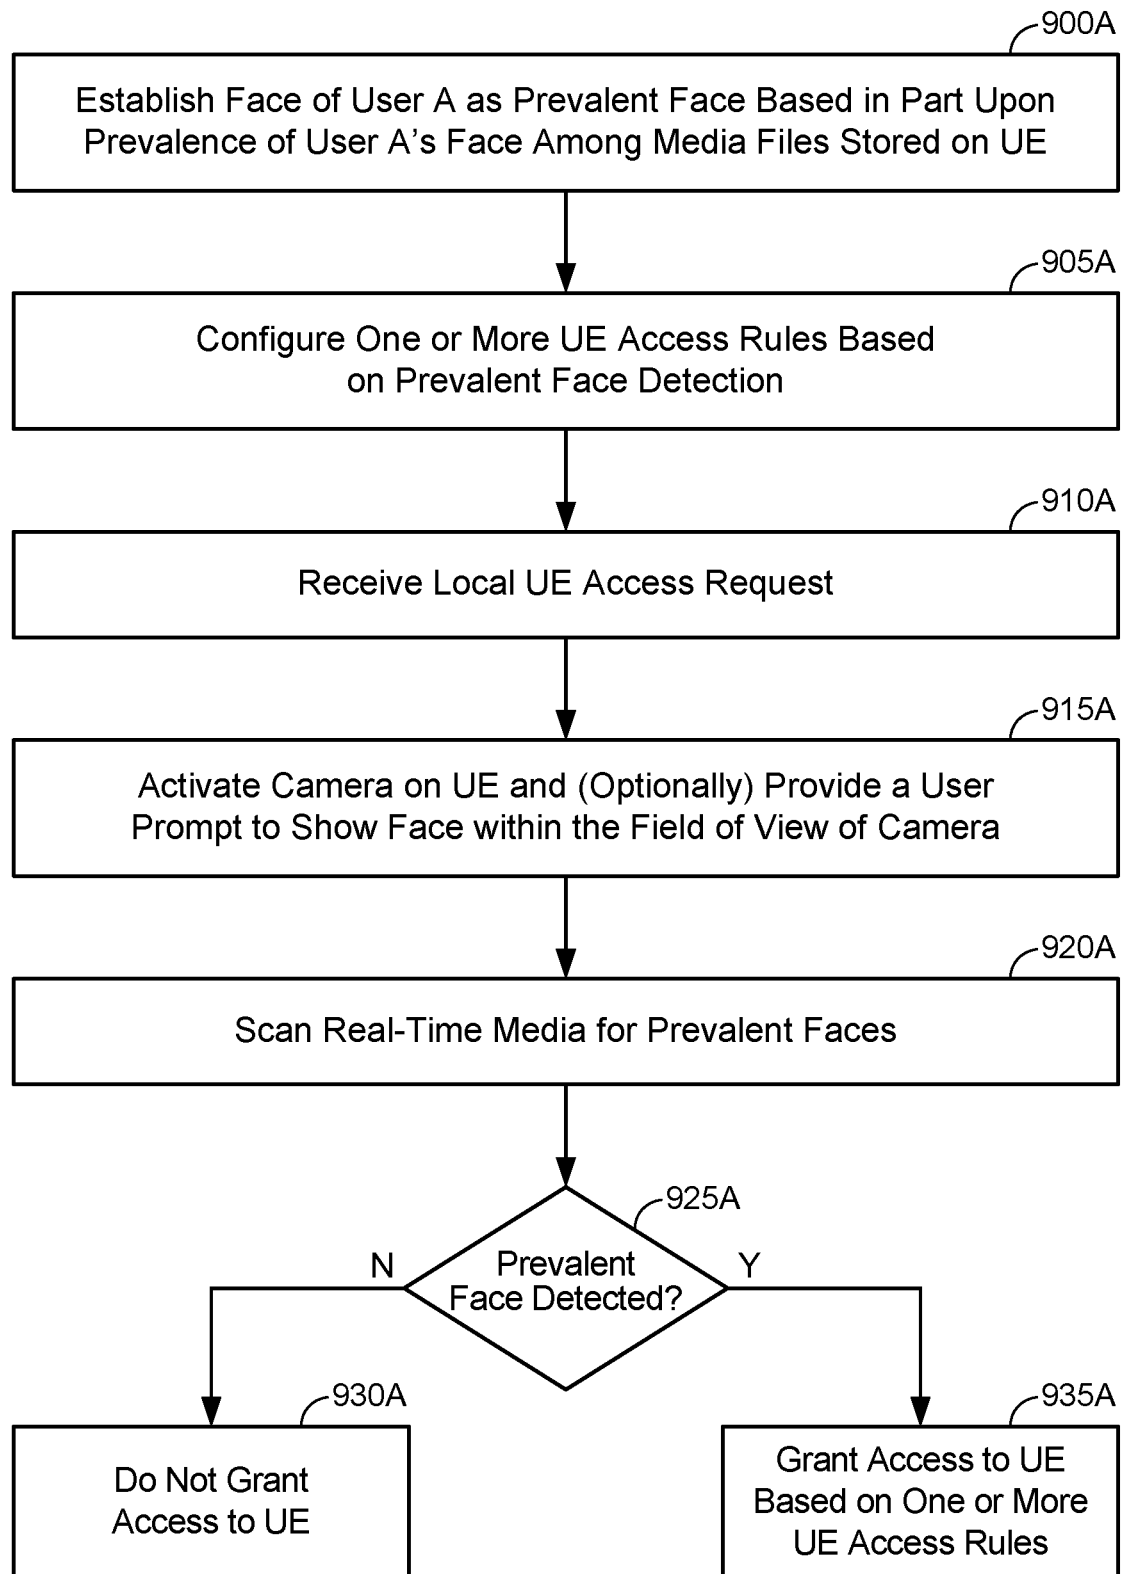 900A
Establish Face of User A as Prevalent Face Based in Part Upon
Prevalence of User A's Face Among Media Files Stored on UE
905A
Configure One or More UE Access Rules Based
on Prevalent Face Detection
910A
Receive Local UE Access Request
915A
Activate Camera on UE and (Optionally) Provide a User
Prompt to Show Face within the Field of View of Camera
920A
Scan Real-Time Media for Prevalent Faces
925A
N
Prevalent
Face Detected?
Y
930A
Do Not Grant
Access to UE
935A
Grant Access to UE
Based on One or More
UE Access Rules